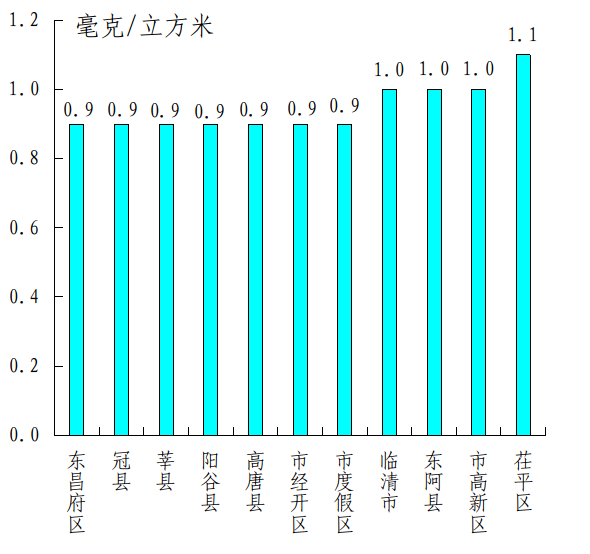 毫克/立方米
1.2
1.0
0.8
0.6
0.4
0.2
0.0
0.9
0.9
0.9
0.9
0.9
0.9
0.9
1.0
1.0
1.0
1.1
东昌府区
冠县
莘县
阳谷县
高唐县
市经开区
市度假区
临清市
东阿县
市高新区
茌平区